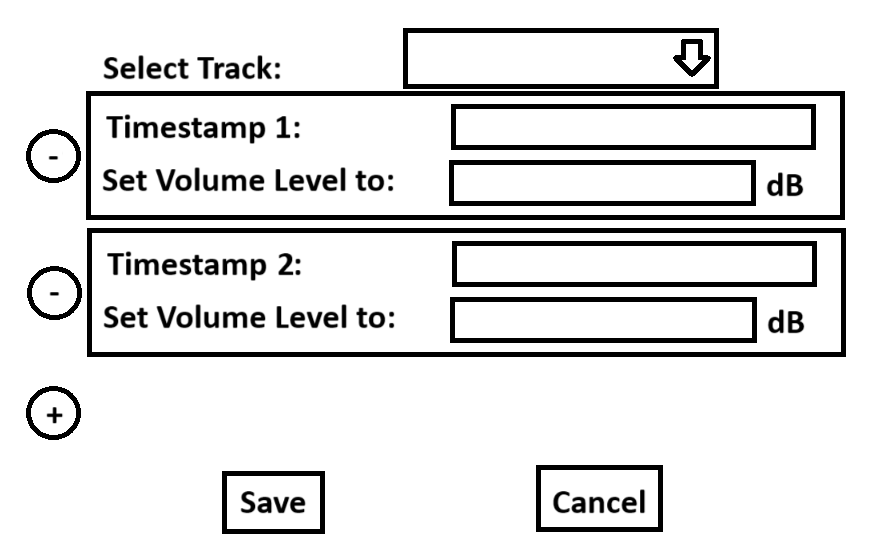 Select Track:
Timestamp 1:
-
Set Volume Level to: dB
Timestamp 2:
-
Set Volume Level to: dB
+
Save Cancel